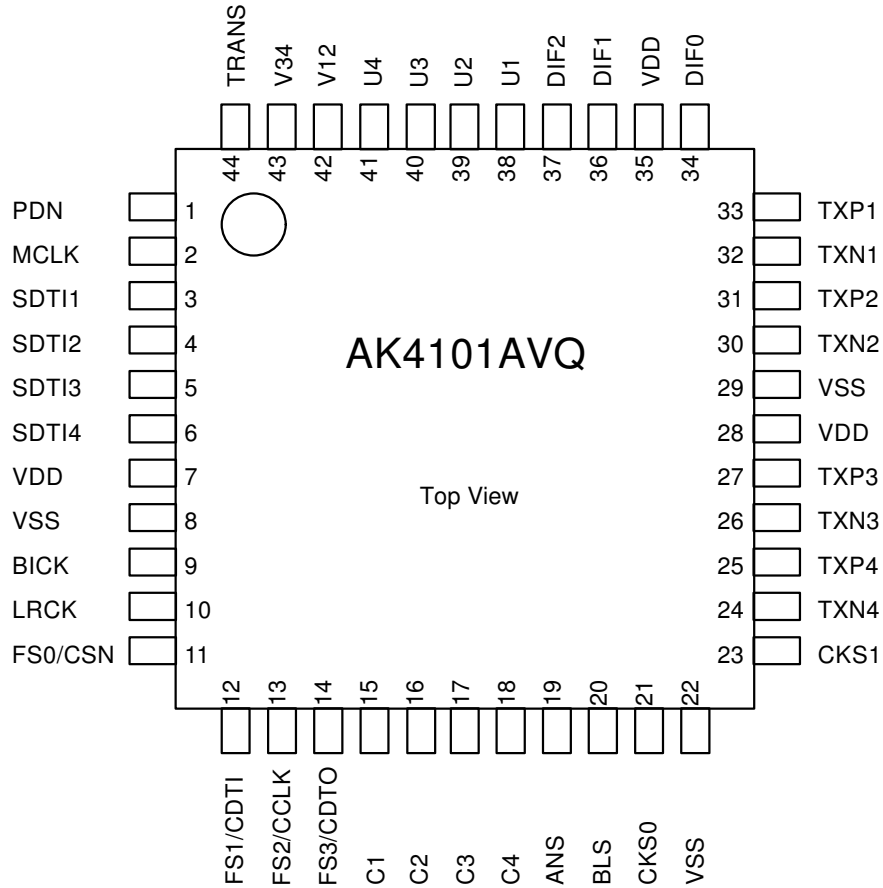 TRANS V34 V12 U4 U3 U2 U1 DIF2 DIF1 VDD DIF0
44 43 42 41 40 39 38 37 36 35 34
PDN 1 33 TXP1
MCLK 2 32 TXN1
SDTI1 3 31 TXP2
SDTI2 4 30 TXN2
AK4101AVQ
SDTI3 5 29 VSS
SDTI4 6 28 VDD
VDD 7 27 TXP3
Top View
VSS 8 26 TXN3
BICK 9 25 TXP4
LRCK 10 24 TXN4
FS0/CSN 11 23 CKS1
12 13 14 15 16 17 18 19 20 21 22
FS1/CDTI FS2/CCLK FS3/CDTO C1 C2 C3 C4 ANS BLS CKS0 VSS